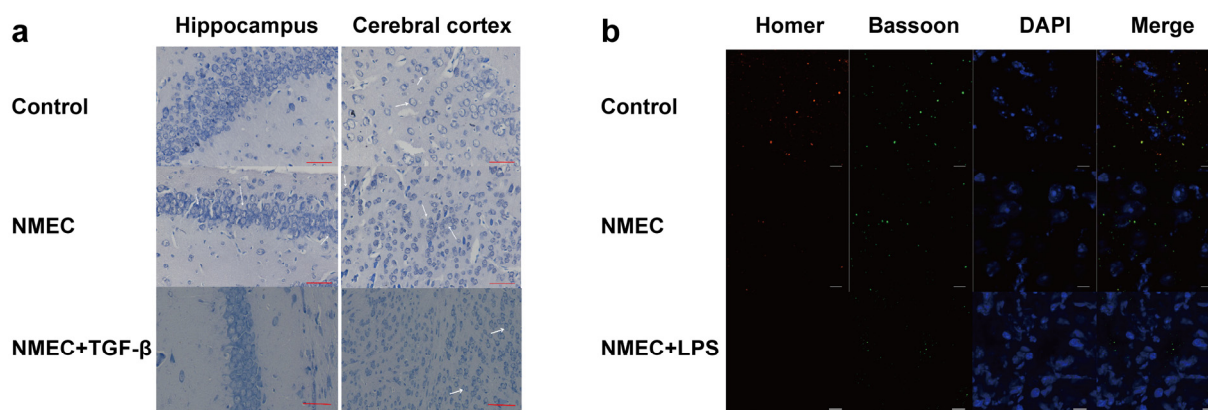 a
Hippocampus Cerebral cortex
Control
NMEC
NMEC+TGF-β
b
Homer Bassoon DAPI Merge
Control
NMEC
NMEC+LPS